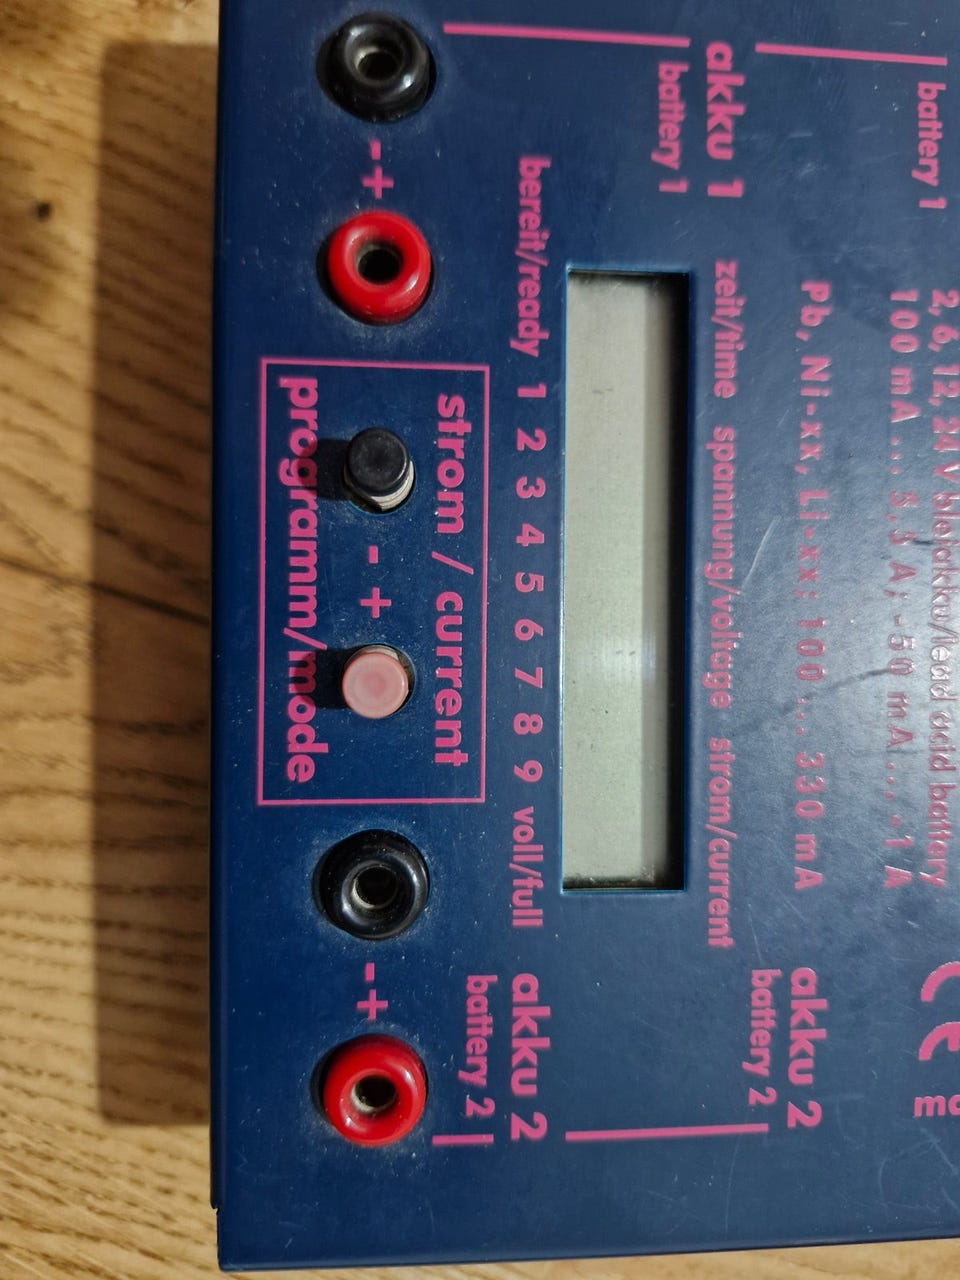 battery 1
2, 6, 12, 24 V bleiakku/lead acid battery
100 mA ... A; -50 mA ... -1 A
CE
Pb, Ni-xx, Li-xx; 100 ... 330 mA
akku 2
battery 2
akku 1
battery 1
zeit/time spannung/voltage strom/current
bereit/ready 1 2 3 4 5 6 7 8 9 voll/full
akku 2
battery 2
strom / current
- +
- +
- +
programm/mode